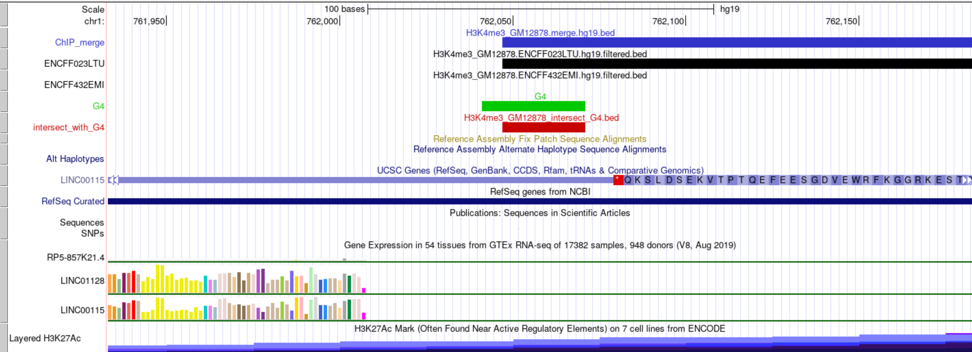 Scale 100 bases hg19
chr1: 761,950 762,000 762,050 762,100 762,150
H3K4me3_GM12878.merge.hg19.bed
ChIP_merge
H3K4me3_GM12878.ENCFF023LTU.hg19.filtered.bed
ENCFF023LTU
H3K4me3_GM12878.ENCFF432EMI.hg19.filtered.bed
ENCFF432EMI
G4
G4
H3K4me3_GM12878_intersect_G4.bed
intersect_with_G4
Reference Assembly Fix Patch Sequence Alignments
Reference Assembly Alternate Haplotype Sequence Alignments
Alt Haplotypes
UCSC Genes (RefSeq, GenBank, CCDS, Rfam, tRNAs & Comparative Genomics)
LINC00115 * Q K S L D S E K V T P T Q E F E E S G D V E W R F K G G R K E S T
RefSeq genes from NCBI
RefSeq Curated
Publications: Sequences in Scientific Articles
Sequences
SNPs
Gene Expression in 54 tissues from GTEx RNA-seq of 17382 samples, 948 donors (V8, Aug 2019)
RP5-857K21.4
LINC01128
LINC00115
H3K27Ac Mark (Often Found Near Active Regulatory Elements) on 7 cell lines from ENCODE
Layered H3K27Ac